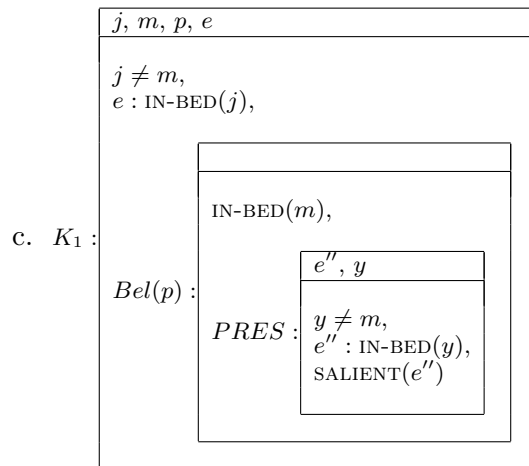 j, m, p, e
j ≠ m,
e : IN-BED(j),
IN-BED(m),
c. K₁ :
Bel(p) :
e″, y
PRES :
y ≠ m,
e″ : IN-BED(y),
SALIENT(e″)